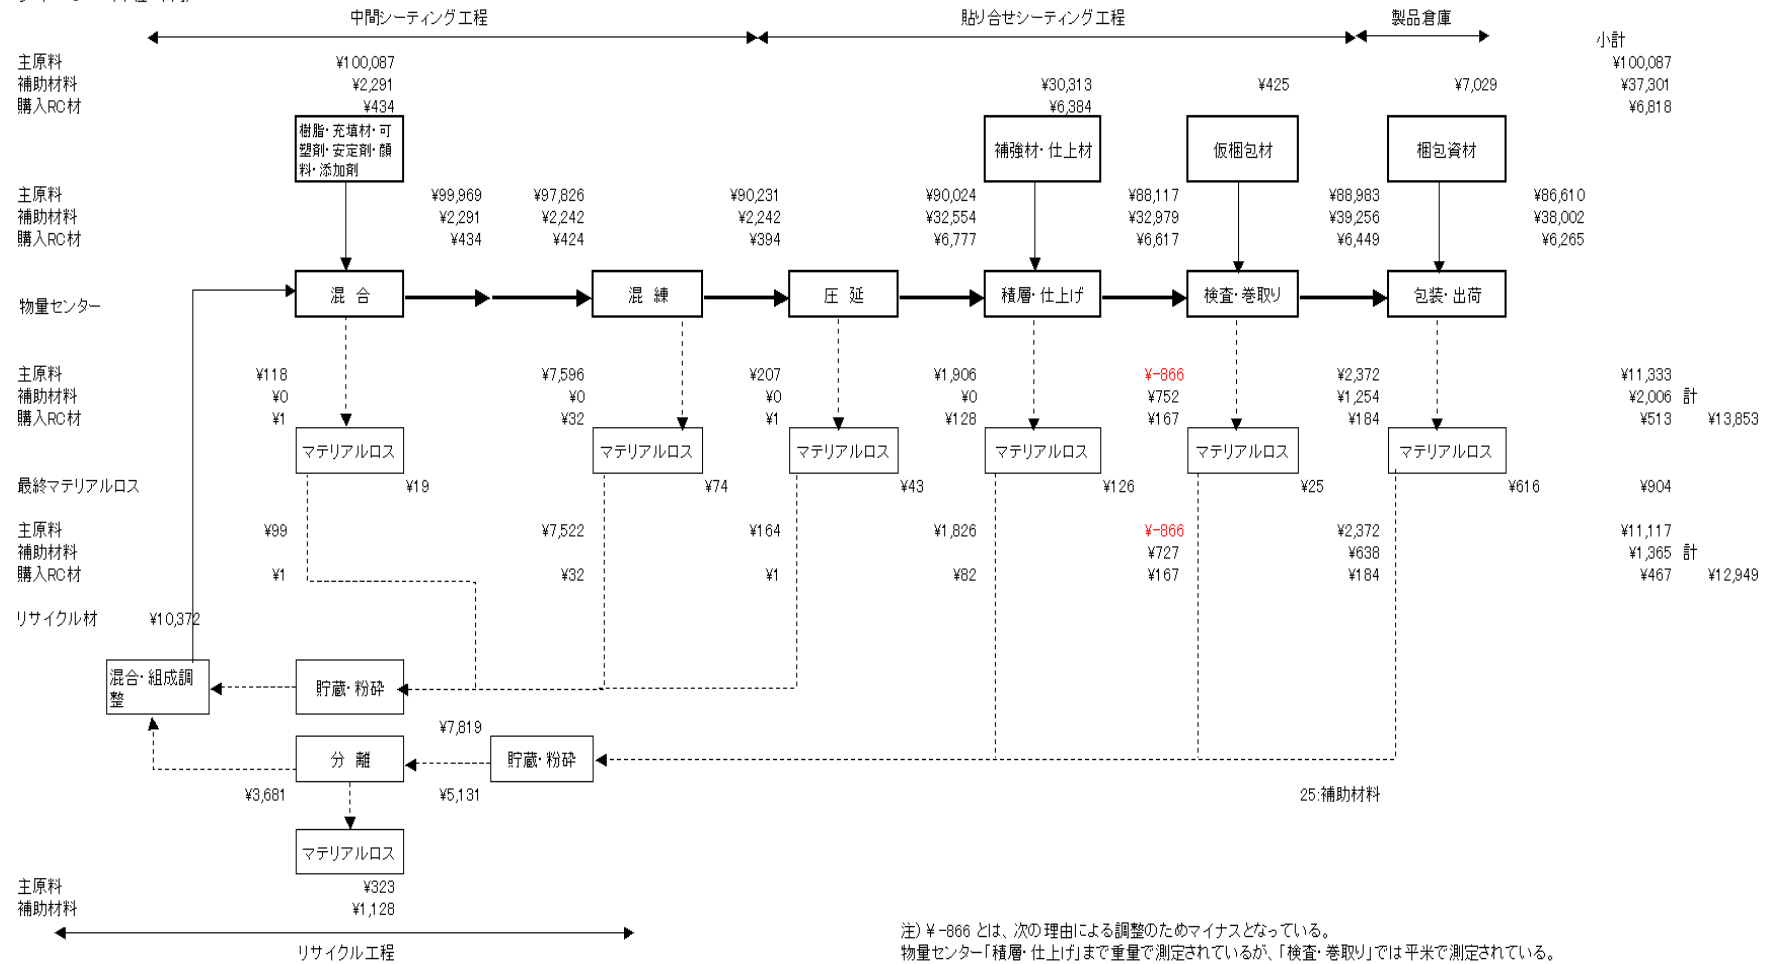 中間シーティング工程 貼り合せシーティング工程 製品倉庫
小計
主原料 ¥100,087 ¥100,087
補助材料 ¥2,291 ¥30,313 ¥425 ¥7,029 ¥37,301
購入RC材 ¥434 ¥6,384 ¥6,818
樹脂・充填材・可
塑剤・安定剤・顔
料・添加剤
補強材・仕上材
仮梱包材
梱包資材
主原料 ¥99,969 ¥97,826 ¥90,231 ¥90,024 ¥88,117 ¥88,983 ¥86,610
補助材料 ¥2,291 ¥2,242 ¥2,242 ¥32,554 ¥32,979 ¥39,256 ¥38,002
購入RC材 ¥434 ¥424 ¥394 ¥6,777 ¥6,617 ¥6,449 ¥6,265
物量センター 混 合 混 練 圧 延 積層・仕上げ 検査・巻取り 包装・出荷
主原料 ¥118 ¥7,596 ¥207 ¥1,906 ¥-866 ¥2,372 ¥11,333
補助材料 ¥0 ¥0 ¥0 ¥0 ¥752 ¥1,254 ¥2,006 計
購入RC材 ¥1 ¥32 ¥1 ¥128 ¥167 ¥184 ¥513 ¥13,853
マテリアルロス マテリアルロス マテリアルロス マテリアルロス マテリアルロス マテリアルロス
最終マテリアルロス ¥19 ¥74 ¥43 ¥126 ¥25 ¥616 ¥904
主原料 ¥99 ¥7,522 ¥164 ¥1,826 ¥-866 ¥2,372 ¥11,117
補助材料 ¥727 ¥638 ¥1,365 計
購入RC材 ¥1 ¥32 ¥1 ¥82 ¥167 ¥184 ¥467 ¥12,949
リサイクル材 ¥10,372
混合・組成調
整
貯蔵・粉砕
¥7,819
分 離 貯蔵・粉砕
¥3,681 ¥5,131 25:補助材料
マテリアルロス
主原料 ¥323
補助材料 ¥1,128
リサイクル工程
注)¥-866 とは、次の理由による調整のためマイナスとなっている。
物量センター「積層・仕上げ」まで重量で測定されているが、「検査・巻取り」では平米で測定されている。